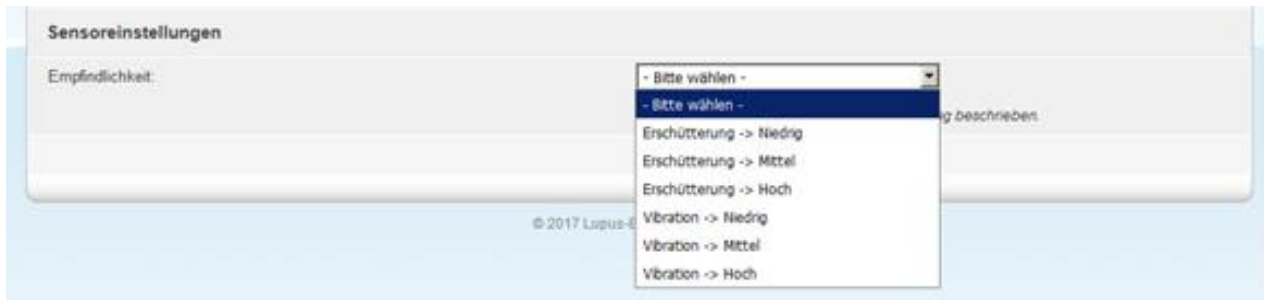 Sensoreinstellungen
Empfindlichkeit:
- Bitte wählen -
- Bitte wählen -
beschrieben.
Erschütterung -> Niedrig
Erschütterung -> Mittel
Erschütterung -> Hoch
Vibration -> Niedrig
© 2017
Vibration -> Mittel
Vibration -> Hoch